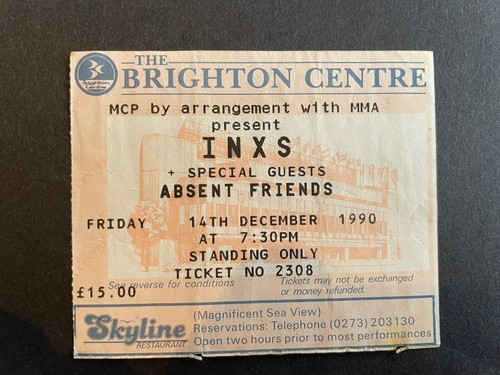 THE
BRIGHTON CENTRE
Brighton Centre
MCP by arrangement with MMA
present
INXS
+ SPECIAL GUESTS
ABSENT FRIENDS
FRIDAY 14TH DECEMBER 1990
AT 7:30PM
STANDING ONLY
TICKET NO 2308
See reverse for conditions
Tickets may not be exchanged
or money refunded.
£15.00
Skyline
RESTAURANT
(Magnificent Sea View)
Reservations: Telephone (0273) 203130
Open two hours prior to most performances